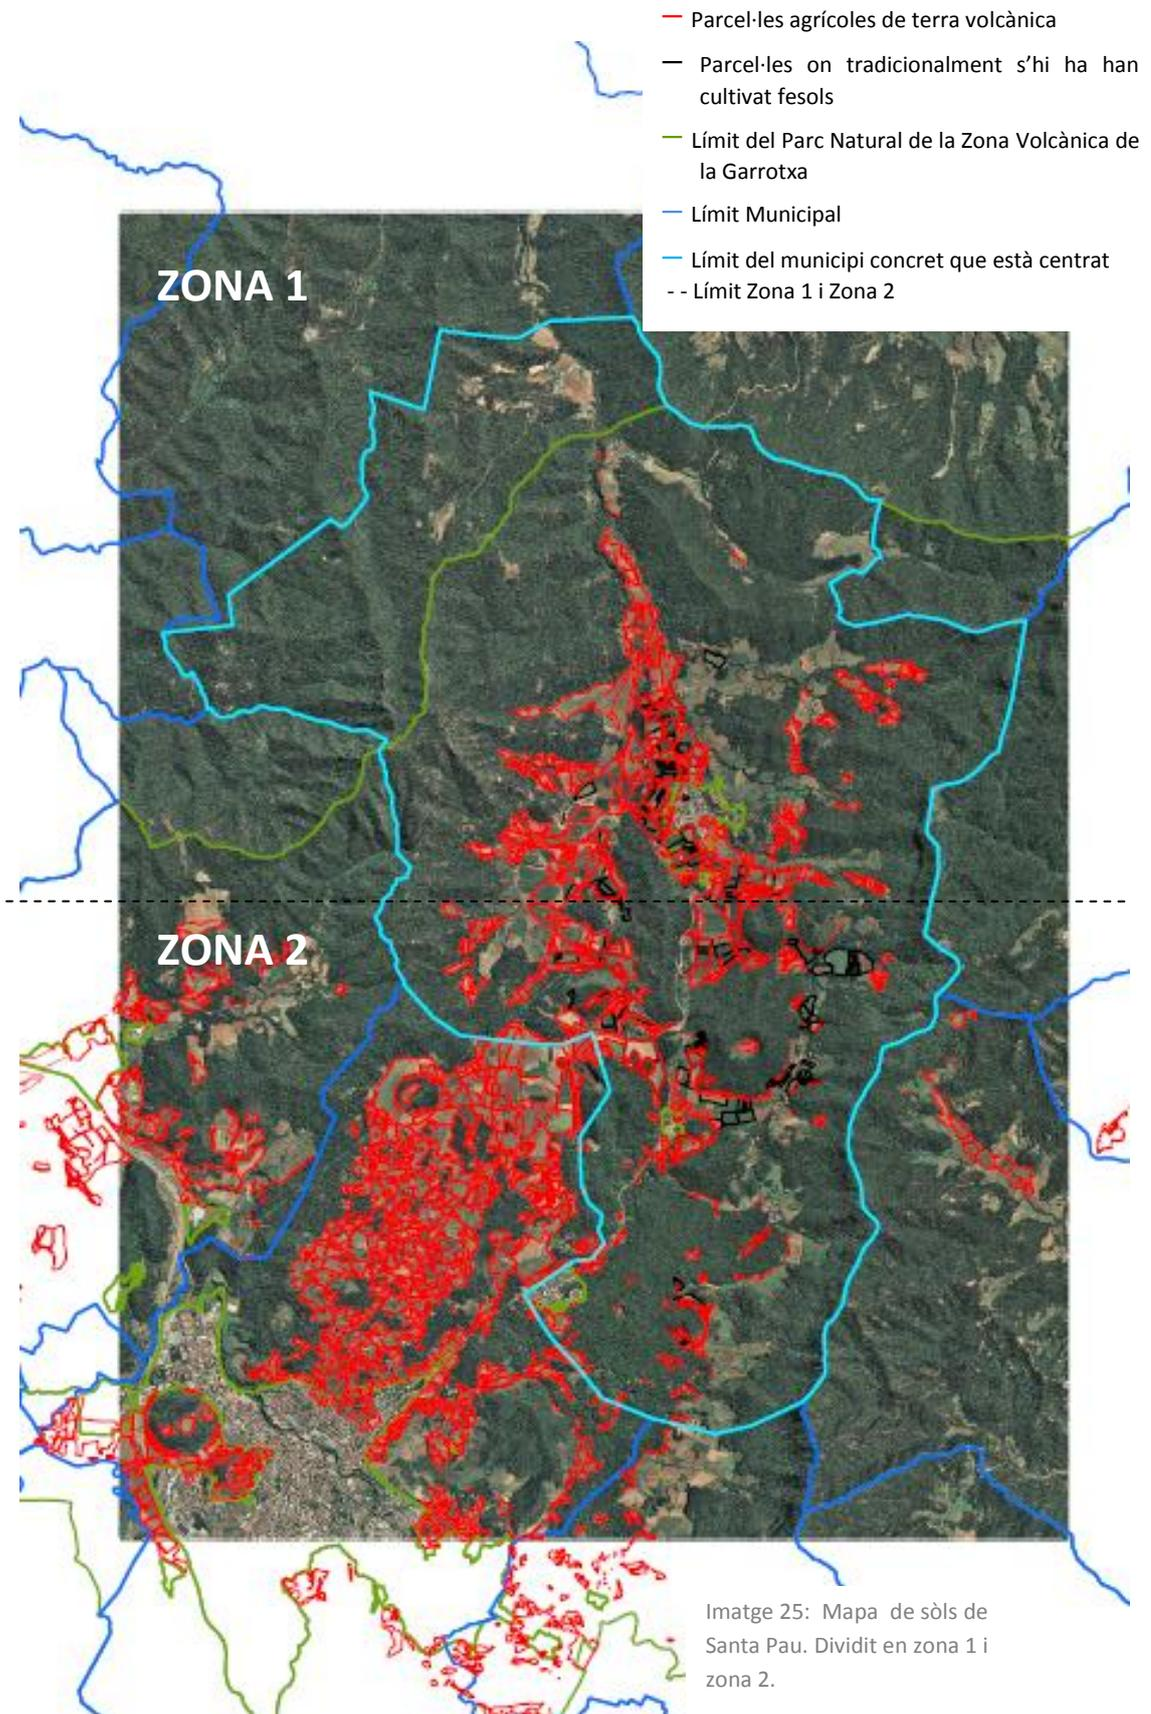 Parcel·les agrícoles de terra volcànica
Parcel·les on tradicionalment s’hi ha han
cultivat fesols
Límit del Parc Natural de la Zona Volcànica de
la Garrotxa
Límit Municipal
Límit del municipi concret que està centrat
- - Límit Zona 1 i Zona 2
ZONA 1
ZONA 2
Imatge 25: Mapa de sòls de
Santa Pau. Dividit en zona 1 i
zona 2.